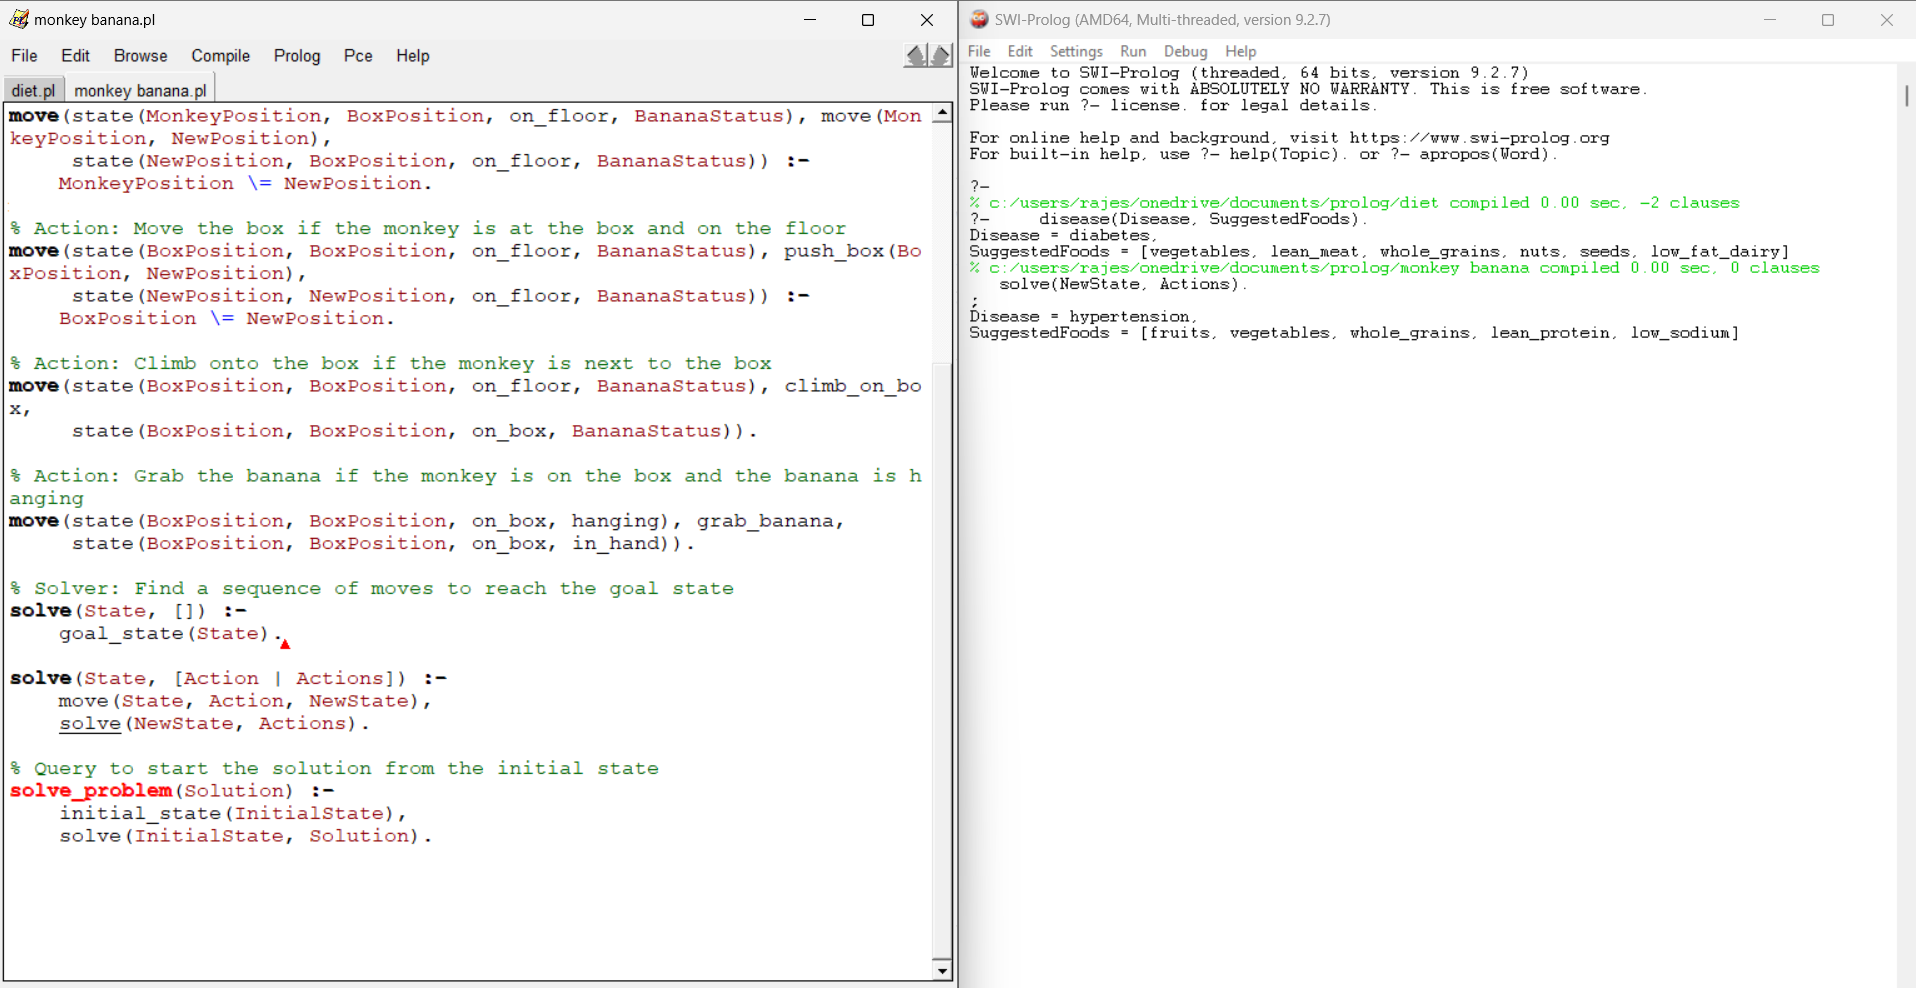 monkey banana.pl
File Edit Browse Compile Prolog Pce Help
diet.pl monkey banana.pl
move(state(MonkeyPosition, BoxPosition, on_floor, BananaStatus), move(Mon
keyPosition, NewPosition),
     state(NewPosition, BoxPosition, on_floor, BananaStatus)) :-
    MonkeyPosition \= NewPosition.
% Action: Move the box if the monkey is at the box and on the floor
move(state(BoxPosition, BoxPosition, on_floor, BananaStatus), push_box(Bo
xPosition, NewPosition),
     state(NewPosition, NewPosition, on_floor, BananaStatus)) :-
    BoxPosition \= NewPosition.
% Action: Climb onto the box if the monkey is next to the box
move(state(BoxPosition, BoxPosition, on_floor, BananaStatus), climb_on_bo
x,
     state(BoxPosition, BoxPosition, on_box, BananaStatus)).
% Action: Grab the banana if the monkey is on the box and the banana is h
anging
move(state(BoxPosition, BoxPosition, on_box, hanging), grab_banana,
     state(BoxPosition, BoxPosition, on_box, in_hand)).
% Solver: Find a sequence of moves to reach the goal state
solve(State, []) :-
    goal_state(State).
solve(State, [Action | Actions]) :-
    move(State, Action, NewState),
    solve(NewState, Actions).
% Query to start the solution from the initial state
solve_problem(Solution) :-
    initial_state(InitialState),
    solve(InitialState, Solution).
SWI-Prolog (AMD64, Multi-threaded, version 9.2.7)
File Edit Settings Run Debug Help
Welcome to SWI-Prolog (threaded, 64 bits, version 9.2.7)
SWI-Prolog comes with ABSOLUTELY NO WARRANTY. This is free software.
Please run ?- license. for legal details.
For online help and background, visit https://www.swi-prolog.org
For built-in help, use ?- help(Topic). or ?- apropos(Word).
?-
% c:/users/rajes/onedrive/documents/prolog/diet compiled 0.00 sec, -2 clauses
?-     disease(Disease, SuggestedFoods).
Disease = diabetes,
SuggestedFoods = [vegetables, lean_meat, whole_grains, nuts, seeds, low_fat_dairy]
% c:/users/rajes/onedrive/documents/prolog/monkey banana compiled 0.00 sec, 0 clauses
   solve(NewState, Actions).
;
Disease = hypertension,
SuggestedFoods = [fruits, vegetables, whole_grains, lean_protein, low_sodium]